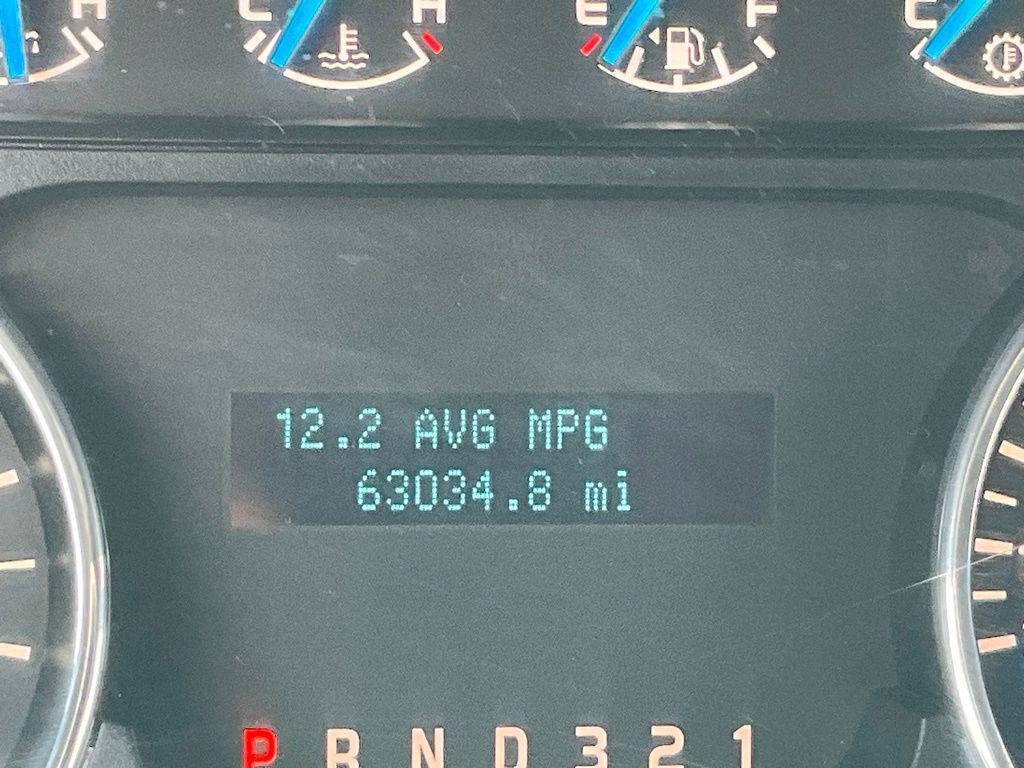 H C H E F C
12.2 AVG MPG
63034.8 mi
P R N D 3 2 1